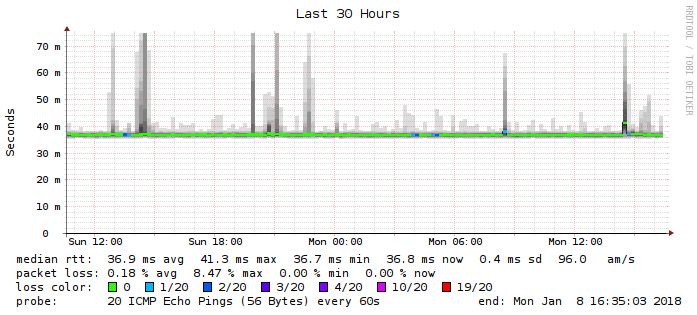 Last 30 Hours
RRDTOOL / TOBI OETIKER
Seconds
70 m
60 m
50 m
40 m
30 m
20 m
10 m
0
Sun 12:00 Sun 18:00 Mon 00:00 Mon 06:00 Mon 12:00
median rtt: 36.9 ms avg 41.3 ms max 36.7 ms min 36.8 ms now 0.4 ms sd 96.0 am/s
packet loss: 0.18 % avg 8.47 % max 0.00 % min 0.00 % now
loss color: 0 1/20 2/20 3/20 4/20 10/20 19/20
probe: 20 ICMP Echo Pings (56 Bytes) every 60s end: Mon Jan 8 16:35:03 2018